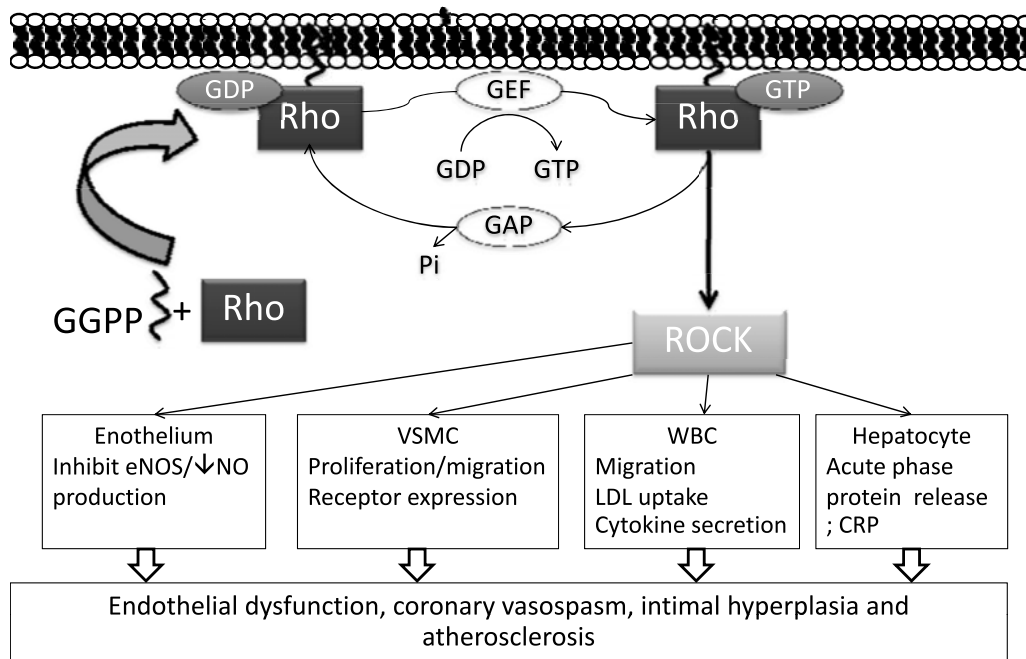 GDP
Rho
GEF
Rho
GTP
GDP
GTP
GAP
Pi
GGPP
+
Rho
ROCK
Enothelium
Inhibit eNOS/↓NO
production
VSMC
Proliferation/migration
Receptor expression
WBC
Migration
LDL uptake
Cytokine secretion
Hepatocyte
Acute phase
protein release
; CRP
Endothelial dysfunction, coronary vasospasm, intimal hyperplasia and
atherosclerosis